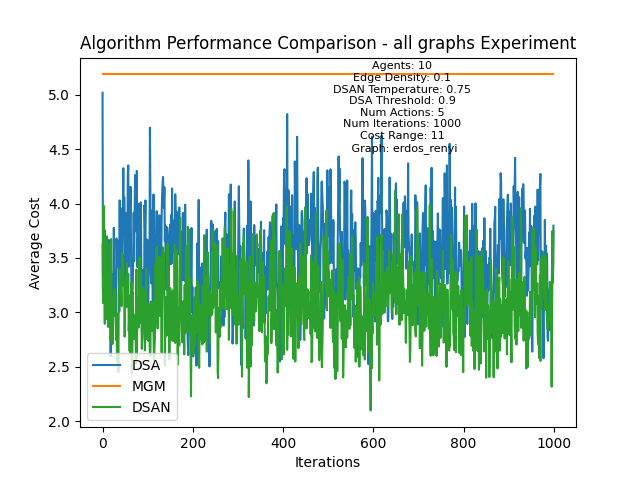 Algorithm Performance Comparison - all graphs Experiment
Agents: 10
Edge Density: 0.1
DSAN Temperature: 0.75
DSA Threshold: 0.9
Num Actions: 5
Num Iterations: 1000
Cost Range: 11
Graph: erdos_renyi
Average Cost
5.0
4.5
4.0
3.5
3.0
2.5
2.0
DSA
MGM
DSAN
0
200
400
600
800
1000
Iterations